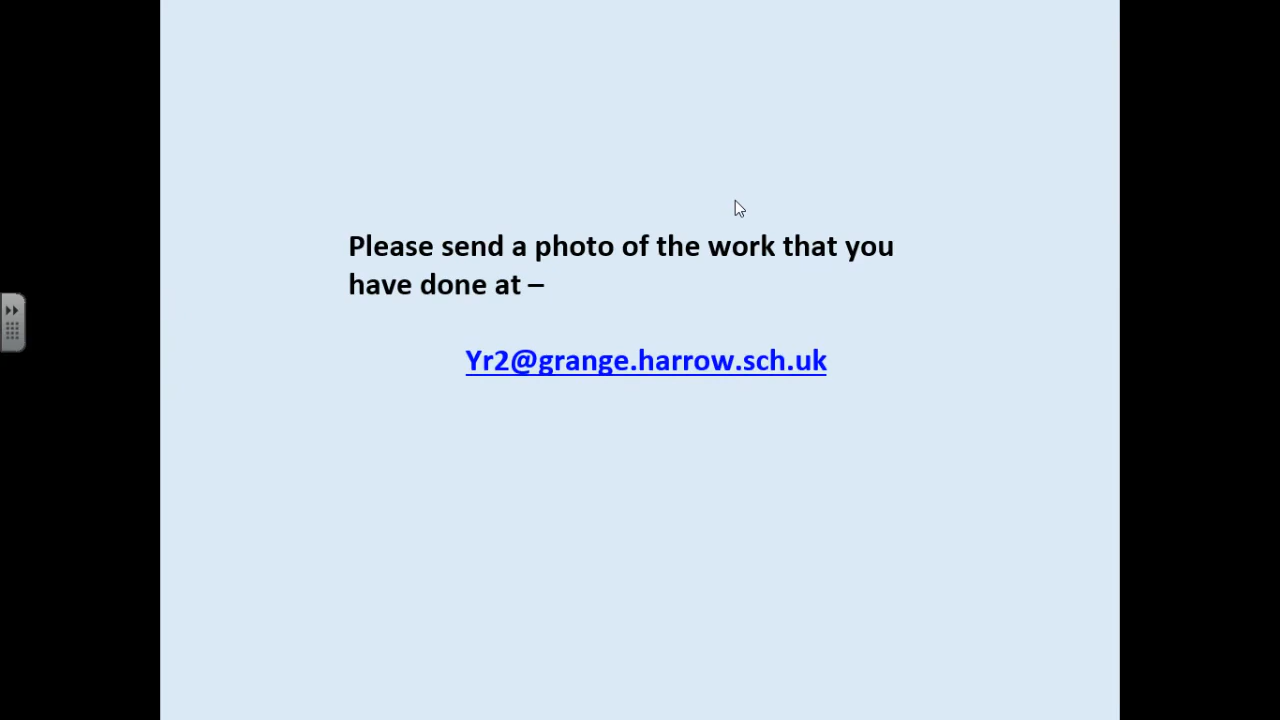 Please send a photo of the work that you
have done at –
Yr2@grange.harrow.sch.uk